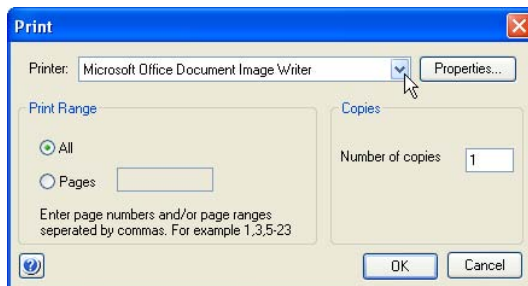 Print
Printer: Microsoft Office Document Image Writer Properties...
Print Range
All
Pages
Enter page numbers and/or page ranges
seperated by commas. For example 1,3,5-23
Copies
Number of copies 1
? OK Cancel